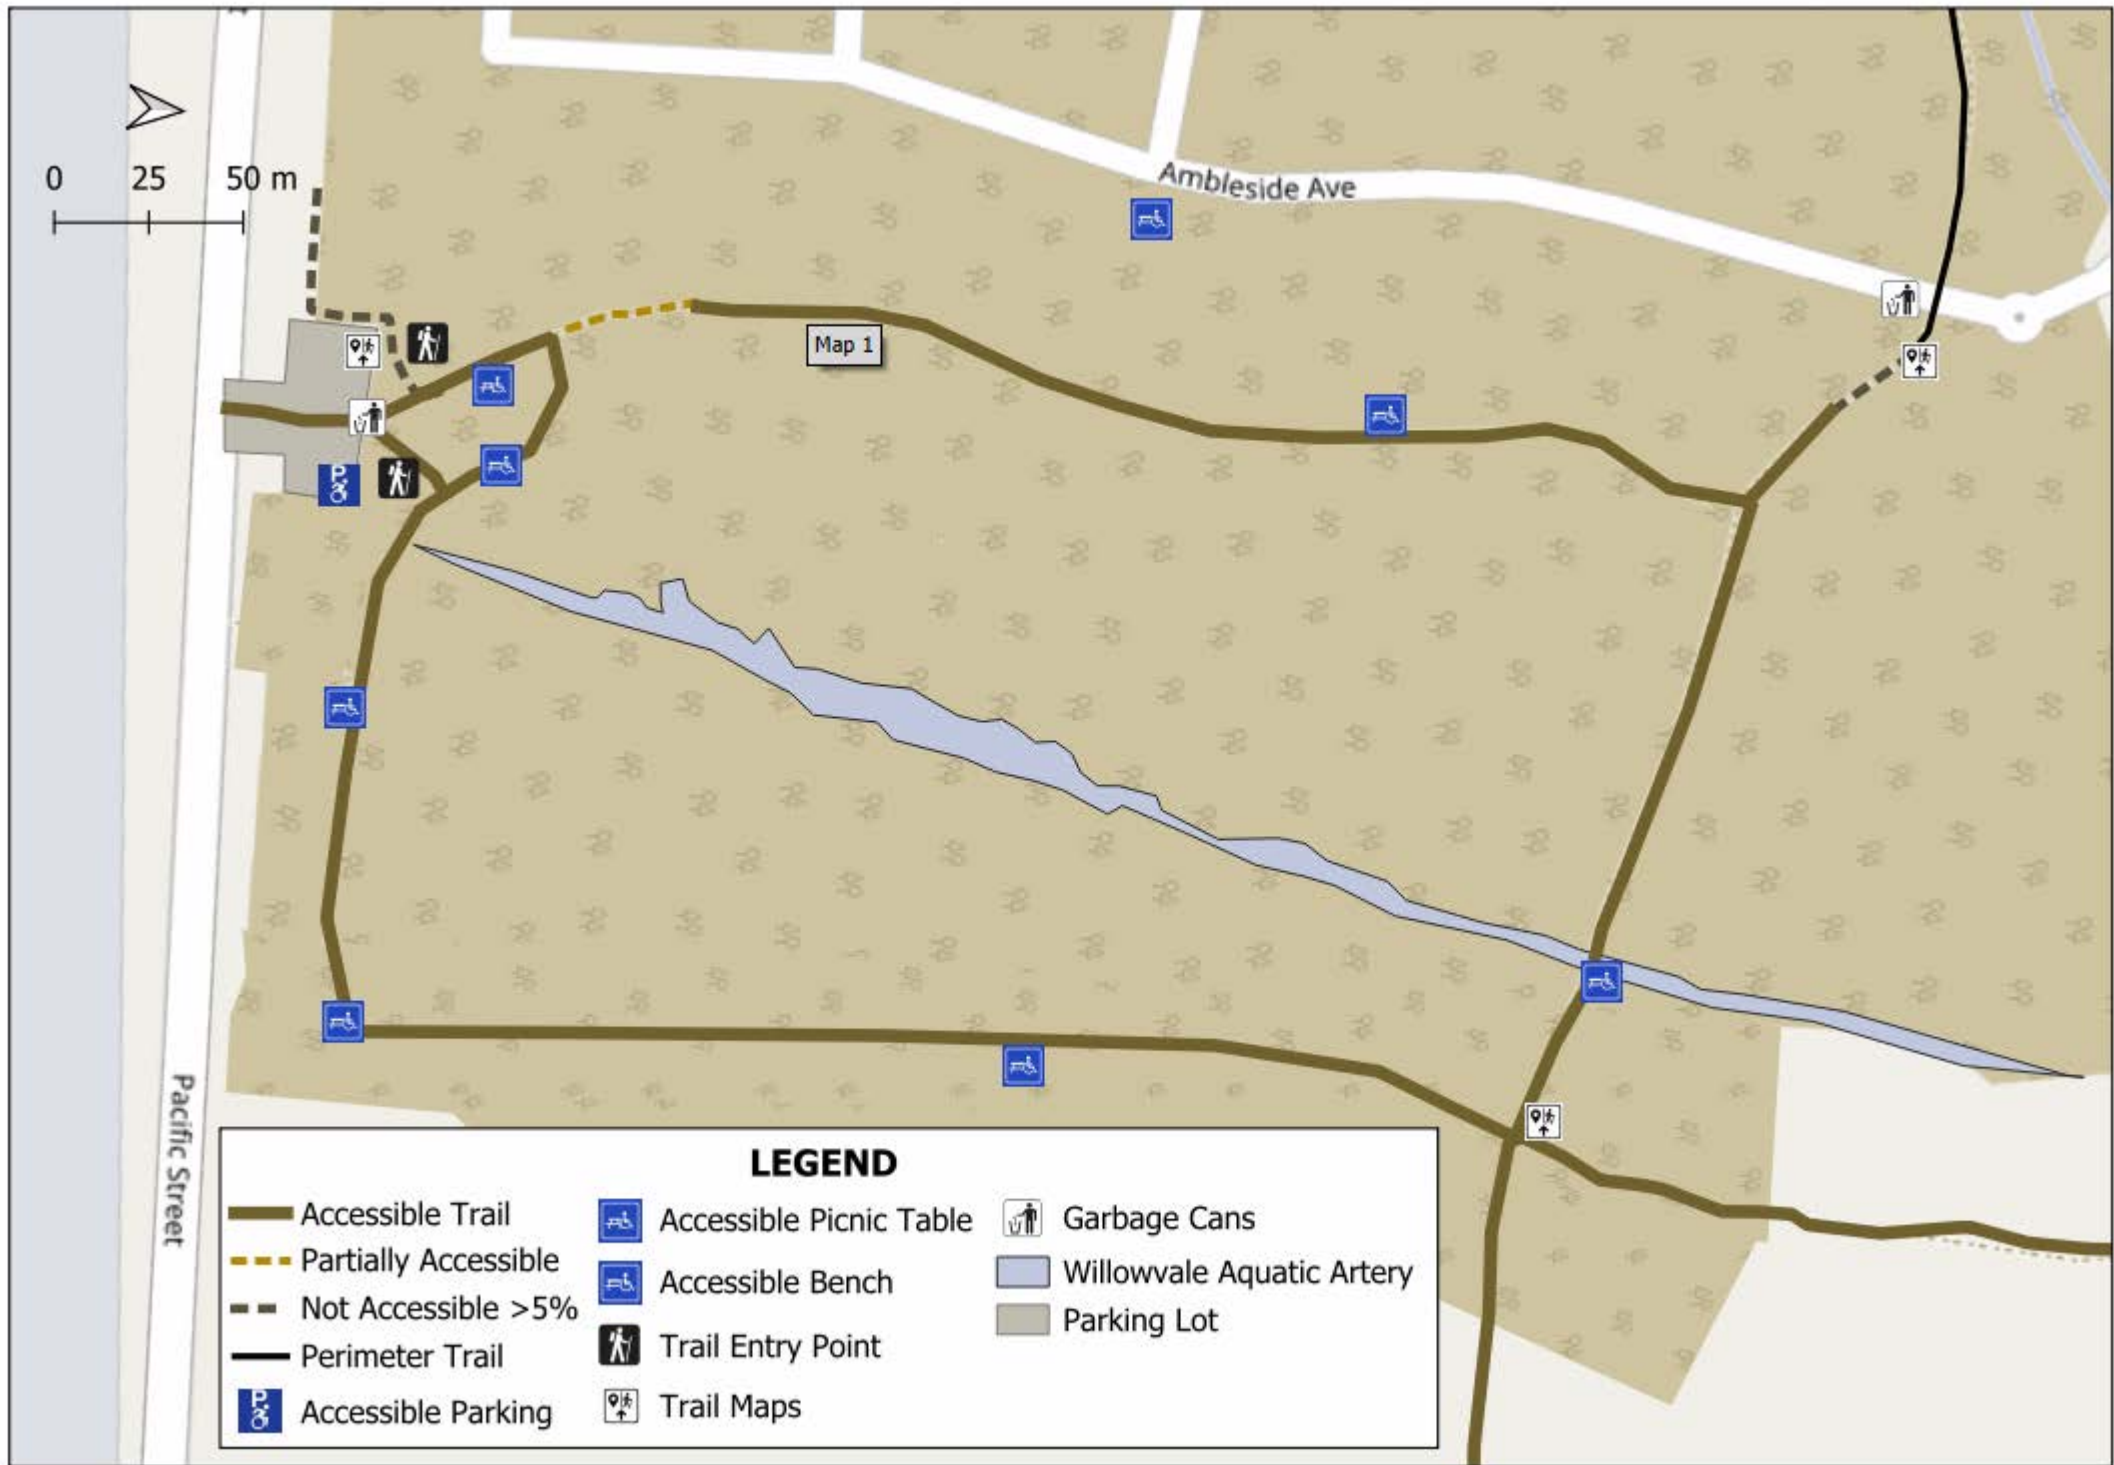 Ambleside Ave
0 25 50 m
Map 1
Pacific Street
LEGEND
Accessible Trail
Partially Accessible
Not Accessible >5%
Perimeter Trail
P
Accessible Parking
Accessible Picnic Table
Accessible Bench
Trail Entry Point
Trail Maps
Garbage Cans
Willowvale Aquatic Artery
Parking Lot